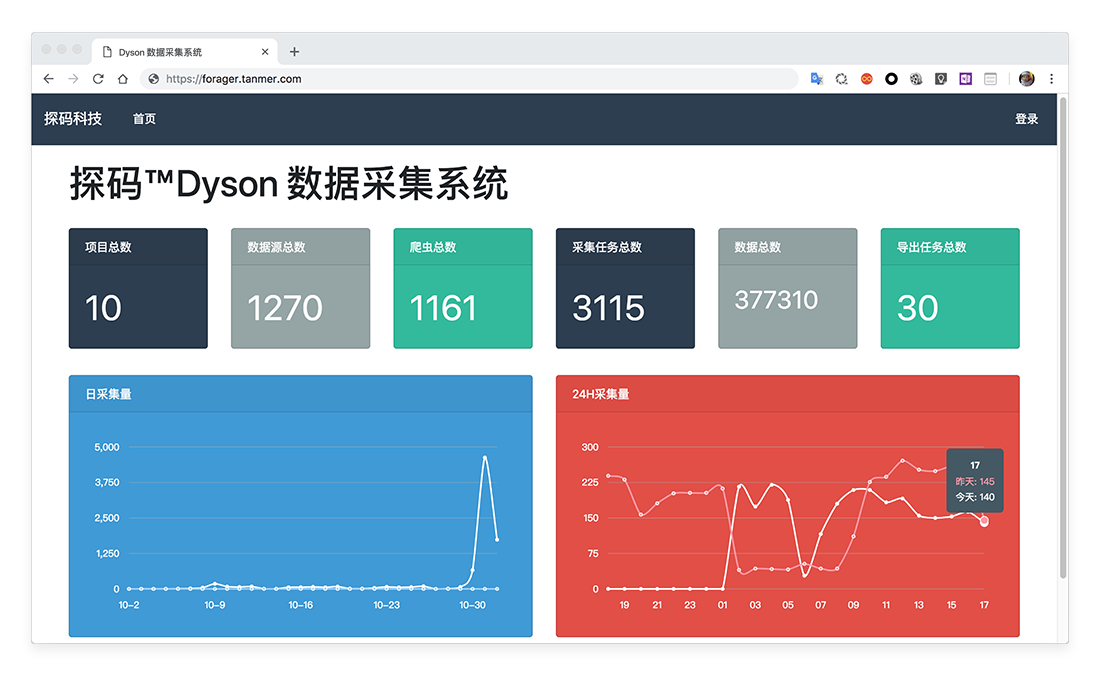 Dyson 数据采集系统
https://forager.tanmer.com
探码科技 首页 登录
探码™Dyson 数据采集系统
项目总数 数据源总数 爬虫总数 采集任务总数 数据总数 导出任务总数
10 1270 1161 3115 377310 30
日采集量
5,000
3,750
2,500
1,250
0
10-2 10-9 10-16 10-23 10-30
24H采集量
300
225
150
75
0
17
昨天: 145
今天: 140
19 21 23 01 03 05 07 09 11 13 15 17